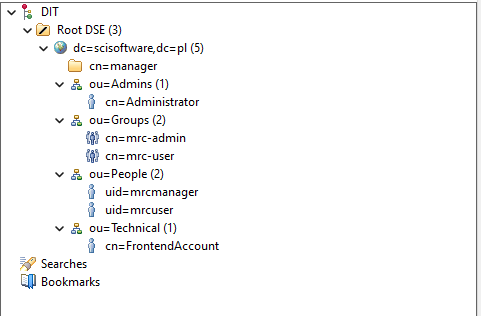 DIT
Root DSE (3)
dc=scisoftware,dc=pl (5)
cn=manager
ou=Admins (1)
cn=Administrator
ou=Groups (2)
cn=mrc-admin
cn=mrc-user
ou=People (2)
uid=mrcmanager
uid=mrcuser
ou=Technical (1)
cn=FrontendAccount
Searches
Bookmarks